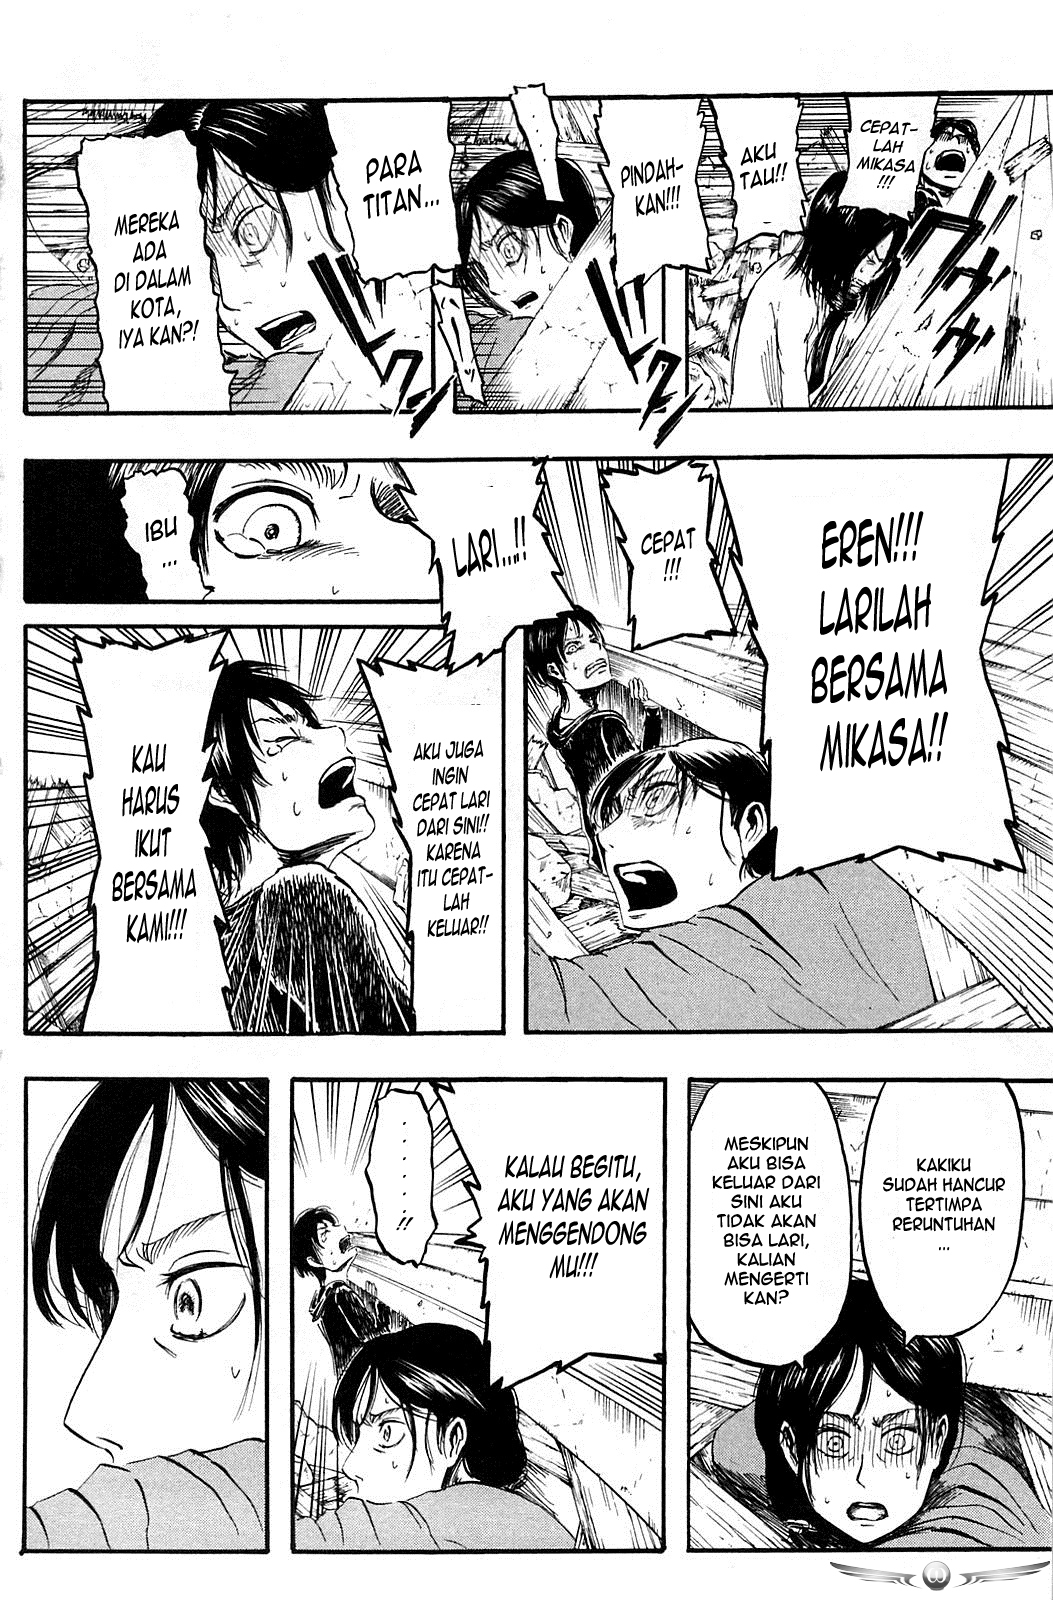 CEPAT-
LAH
MIKASA
!!!
AKU
TAU!!
PINDAH-
KAN!!!
......
PARA
TITAN...
MEREKA
ADA
DI DALAM
KOTA,
IYA KAN?!
EREN!!!
LARILAH
BERSAMA
MIKASA!!
CEPAT
!!!
LARI...!!
IBU
...
AKU JUGA
INGIN
CEPAT LARI
DARI SINI!!
KARENA
ITU CEPAT-
LAH
KELUAR!!
KAU
HARUS
IKUT
BERSAMA
KAMI!!!
KAKIKU
SUDAH HANCUR
TERTIMPA
RERUNTUHAN
...
MESKIPUN
AKU BISA
KELUAR DARI
SINI AKU
TIDAK AKAN
BISA LARI,
KALIAN
MENGERTI
KAN?
KALAU BEGITU,
AKU YANG AKAN
MENGGENDONG
MU!!!
......!!